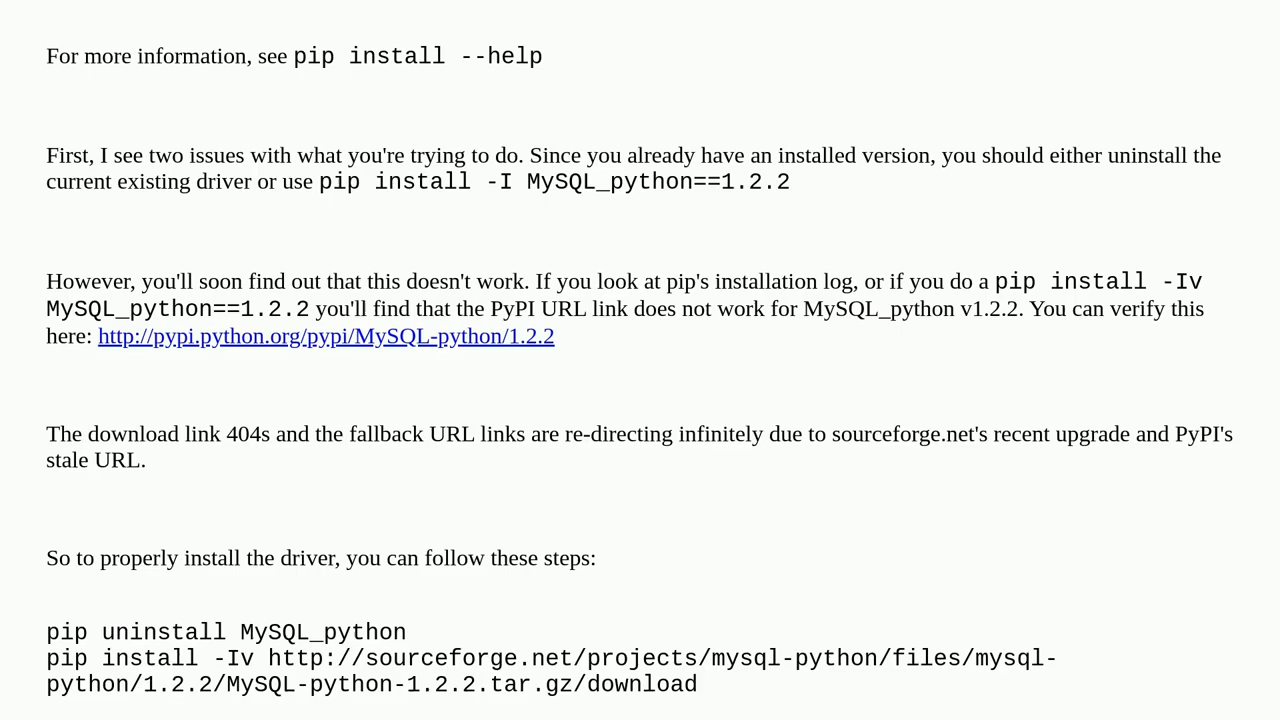 For more information, see pip install --help
First, I see two issues with what you're trying to do. Since you already have an installed version, you should either uninstall the
current existing driver or use pip install -I MySQL_python==1.2.2
However, you'll soon find out that this doesn't work. If you look at pip's installation log, or if you do a pip install -Iv
MySQL_python==1.2.2 you'll find that the PyPI URL link does not work for MySQL_python v1.2.2. You can verify this
here: http://pypi.python.org/pypi/MySQL-python/1.2.2
The download link 404s and the fallback URL links are re-directing infinitely due to sourceforge.net's recent upgrade and PyPI's
stale URL.
So to properly install the driver, you can follow these steps:
pip uninstall MySQL_python
pip install -Iv http://sourceforge.net/projects/mysql-python/files/mysql-
python/1.2.2/MySQL-python-1.2.2.tar.gz/download